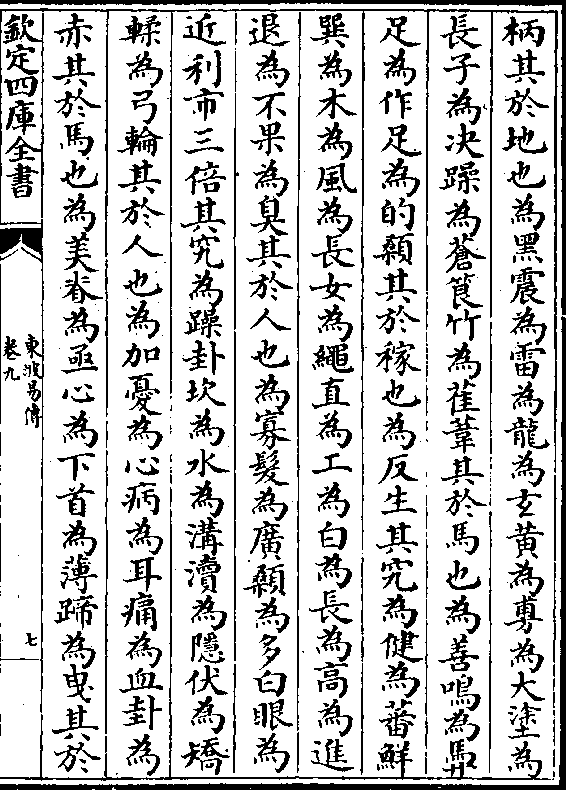 柄其於地也為黑震為雷為龍為玄黃為旉為大塗為
長子為决躁為蒼筤竹為萑葦其於馬也為善鳴為馵
足為作足為的顙其於稼也為反生其究為健為蕃鮮
巽為木為風為長女為繩直為工為白為長為高為進
退為不果為臭其於人也為寡髮為廣顙為多白眼為
近利市三倍其究為躁卦坎為水為溝瀆為隱伏為矯
輮為弓輪其於人也為加憂為心病為耳痛為血卦為
赤其於馬也為美脊為亟心為下首為薄蹄為曳其於
欽定四庫全書
東坡易傳
卷九
七